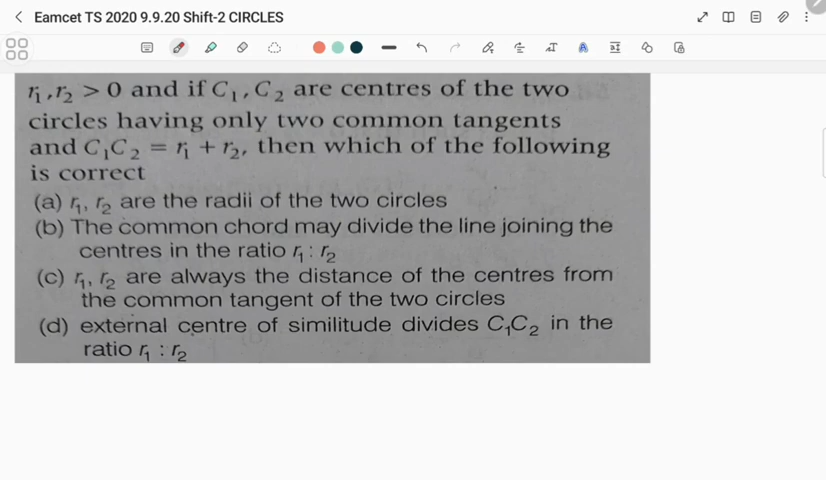 Eamcet TS 2020 9.9.20 Shift-2 CIRCLES
r₁, r₂ > 0 and if C₁, C₂ are centres of the two
circles having only two common tangents
and C₁C₂ = r₁ + r₂, then which of the following
is correct
(a) r₁, r₂ are the radii of the two circles
(b) The common chord may divide the line joining the
centres in the ratio r₁ : r₂
(c) r₁, r₂ are always the distance of the centres from
the common tangent of the two circles
(d) external centre of similitude divides C₁C₂ in the
ratio r₁ : r₂